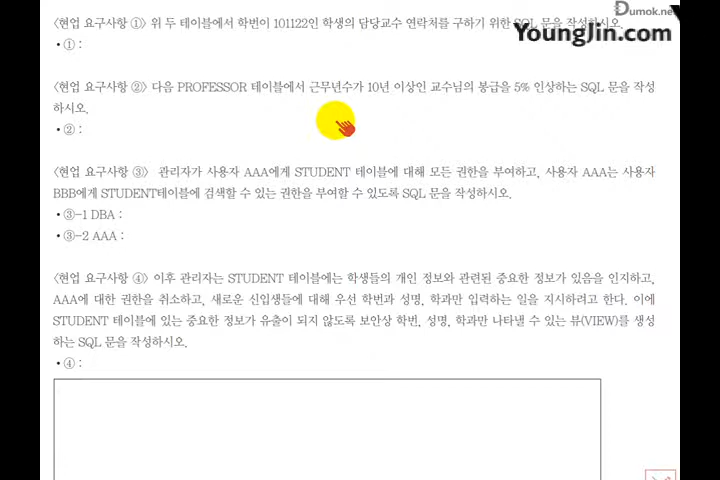 Dumok.ne
<현업 요구사항 ①> 위 두 테이블에서 학번이 101122인 학생의 담당교수 연락처를 구하기 위한 SQL 문을 작성하시오.
YoungJin.com
• ① :
<현업 요구사항 ②> 다음 PROFESSOR 테이블에서 근무년수가 10년 이상인 교수님의 봉급을 5% 인상하는 SQL 문을 작성
하시오.
• ② :
<현업 요구사항 ③> 관리자가 사용자 AAA에게 STUDENT 테이블에 대해 모든 권한을 부여하고, 사용자 AAA는 사용자
BBB에게 STUDENT테이블에 검색할 수 있는 권한을 부여할 수 있도록 SQL 문을 작성하시오.
• ③-1 DBA :
• ③-2 AAA :
<현업 요구사항 ④> 이후 관리자는 STUDENT 테이블에는 학생들의 개인 정보와 관련된 중요한 정보가 있음을 인지하고,
AAA에 대한 권한을 취소하고, 새로운 신입생들에 대해 우선 학번과 성명, 학과만 입력하는 일을 지시하려고 한다. 이에
STUDENT 테이블에 있는 중요한 정보가 유출이 되지 않도록 보안상 학번, 성명, 학과만 나타낼 수 있는 뷰(VIEW)를 생성
하는 SQL 문을 작성하시오.
• ④ :